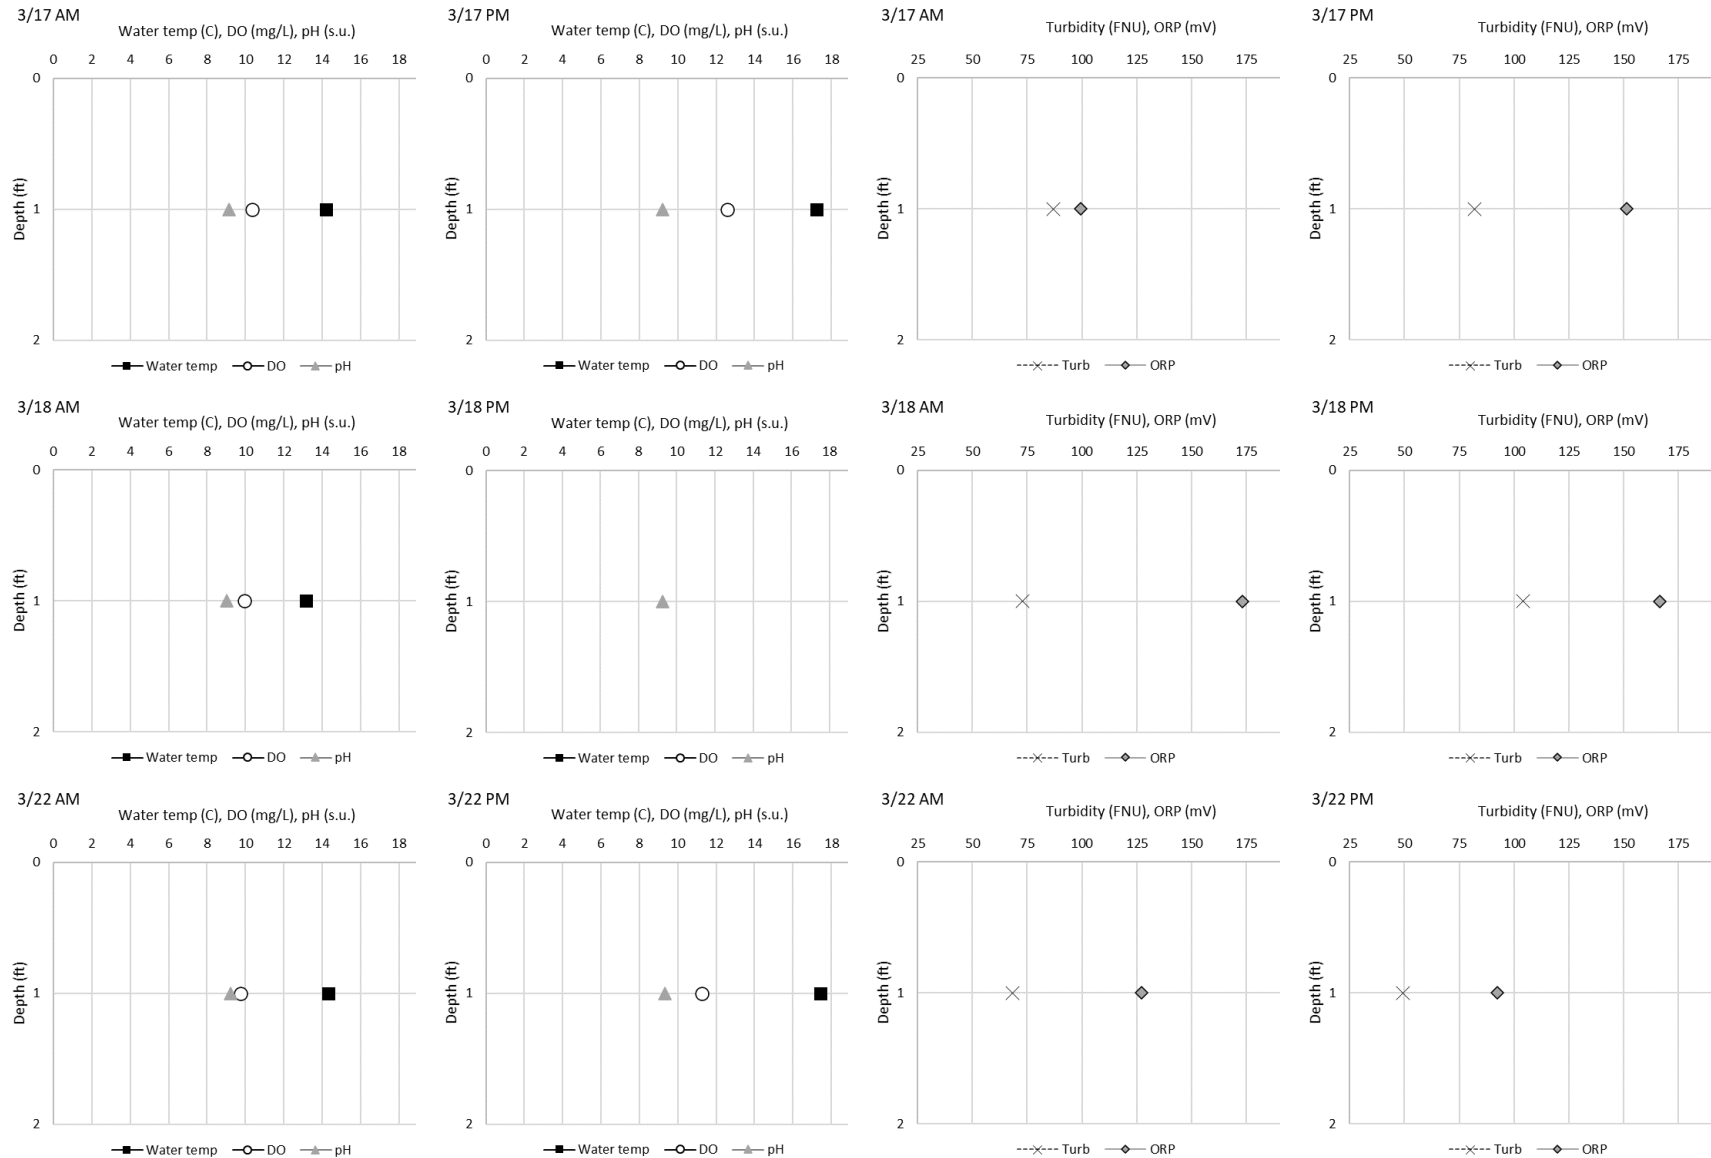 3/17 AM
Water temp (C), DO (mg/L), pH (s.u.)
0 2 4 6 8 10 12 14 16 18
0
1
2
Depth (ft)
Water temp DO pH
3/17 PM
Water temp (C), DO (mg/L), pH (s.u.)
0 2 4 6 8 10 12 14 16 18
0
1
2
Depth (ft)
Water temp DO pH
3/17 AM
Turbidity (FNU), ORP (mV)
25 50 75 100 125 150 175
0
1
2
Depth (ft)
Turb ORP
3/17 PM
Turbidity (FNU), ORP (mV)
25 50 75 100 125 150 175
0
1
2
Depth (ft)
Turb ORP
3/18 AM
Water temp (C), DO (mg/L), pH (s.u.)
0 2 4 6 8 10 12 14 16 18
0
1
2
Depth (ft)
Water temp DO pH
3/18 PM
Water temp (C), DO (mg/L), pH (s.u.)
0 2 4 6 8 10 12 14 16 18
0
1
2
Depth (ft)
Water temp DO pH
3/18 AM
Turbidity (FNU), ORP (mV)
25 50 75 100 125 150 175
0
1
2
Depth (ft)
Turb ORP
3/18 PM
Turbidity (FNU), ORP (mV)
25 50 75 100 125 150 175
0
1
2
Depth (ft)
Turb ORP
3/22 AM
Water temp (C), DO (mg/L), pH (s.u.)
0 2 4 6 8 10 12 14 16 18
0
1
2
Depth (ft)
Water temp DO pH
3/22 PM
Water temp (C), DO (mg/L), pH (s.u.)
0 2 4 6 8 10 12 14 16 18
0
1
2
Depth (ft)
Water temp DO pH
3/22 AM
Turbidity (FNU), ORP (mV)
25 50 75 100 125 150 175
0
1
2
Depth (ft)
Turb ORP
3/22 PM
Turbidity (FNU), ORP (mV)
25 50 75 100 125 150 175
0
1
2
Depth (ft)
Turb ORP